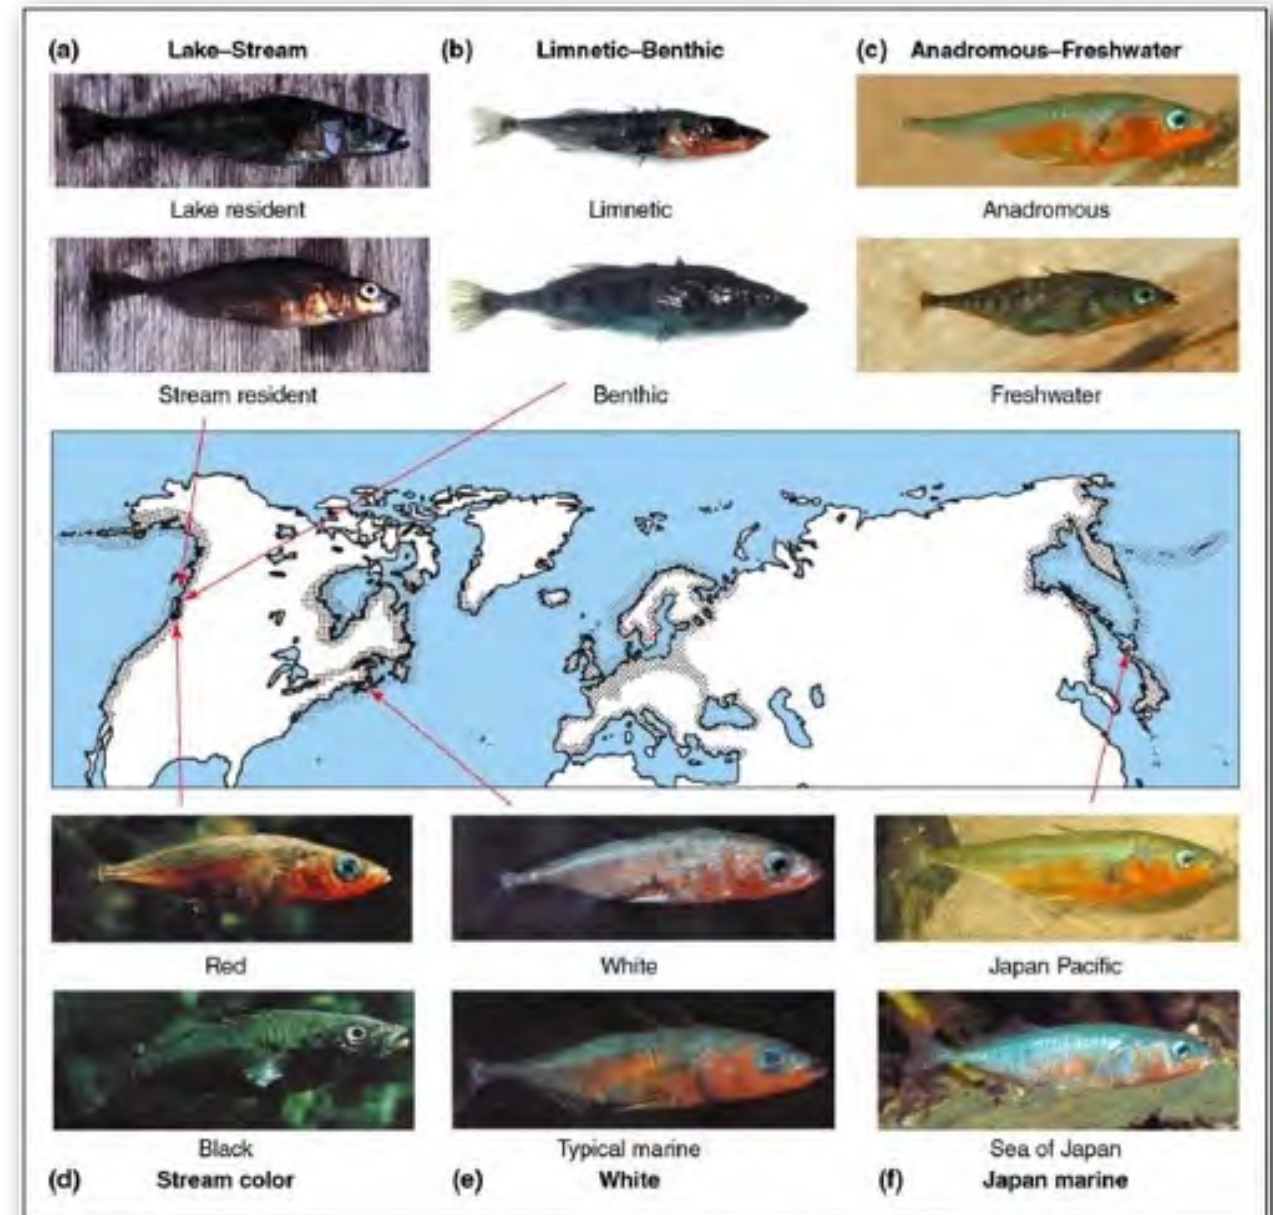 (a) Lake–Stream
(b) Limnetic–Benthic
(c) Anadromous–Freshwater
Lake resident
Limnetic
Anadromous
Stream resident
Benthic
Freshwater
Red
White
Japan Pacific
Black
Typical marine
Sea of Japan
(d) Stream color
(e) White
(f) Japan marine